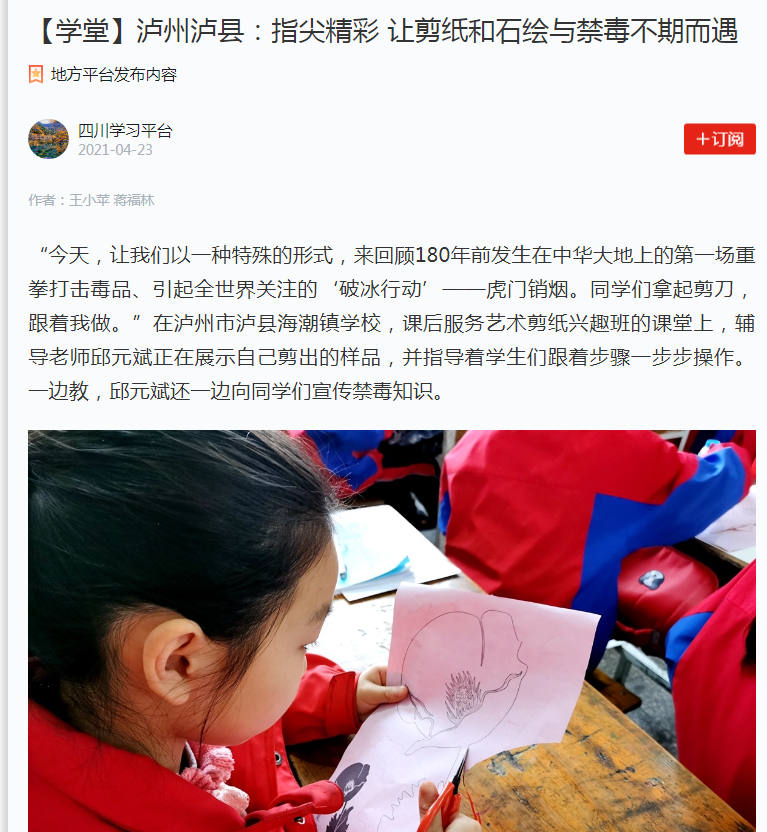 【学堂】泸州泸县：指尖精彩 让剪纸和石绘与禁毒不期而遇
地方平台发布内容
四川学习平台
2021-04-23
＋订阅
作者：王小苹 蒋福林
“今天，让我们以一种特殊的形式，来回顾180年前发生在中华大地上的第一场重
拳打击毒品、引起全世界关注的‘破冰行动’——虎门销烟。同学们拿起剪刀，
跟着我做。”在泸州市泸县海潮镇学校，课后服务艺术剪纸兴趣班的课堂上，辅
导老师邱元斌正在展示自己剪出的样品，并指导着学生们跟着步骤一步步操作。
一边教，邱元斌还一边向同学们宣传禁毒知识。